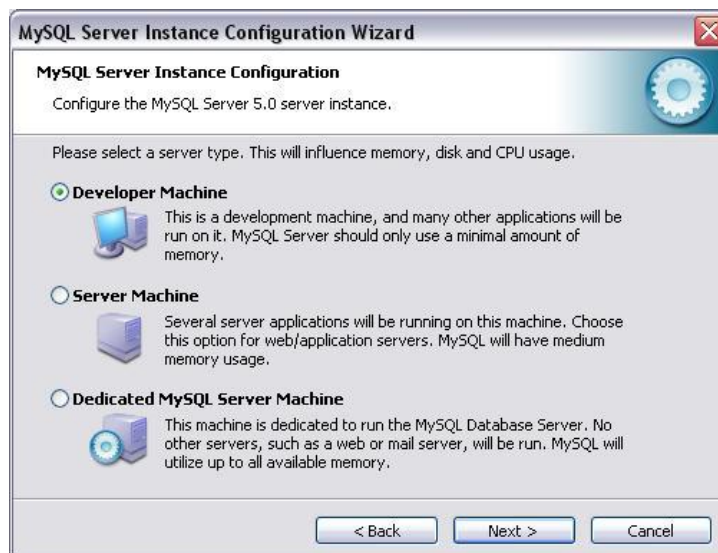 MySQL Server Instance Configuration Wizard
MySQL Server Instance Configuration
Configure the MySQL Server 5.0 server instance.
Please select a server type. This will influence memory, disk and CPU usage.
Developer Machine
This is a development machine, and many other applications will be
run on it. MySQL Server should only use a minimal amount of
memory.
Server Machine
Several server applications will be running on this machine. Choose
this option for web/application servers. MySQL will have medium
memory usage.
Dedicated MySQL Server Machine
This machine is dedicated to run the MySQL Database Server. No
other servers, such as a web or mail server, will be run. MySQL will
utilize up to all available memory.
< Back Next > Cancel